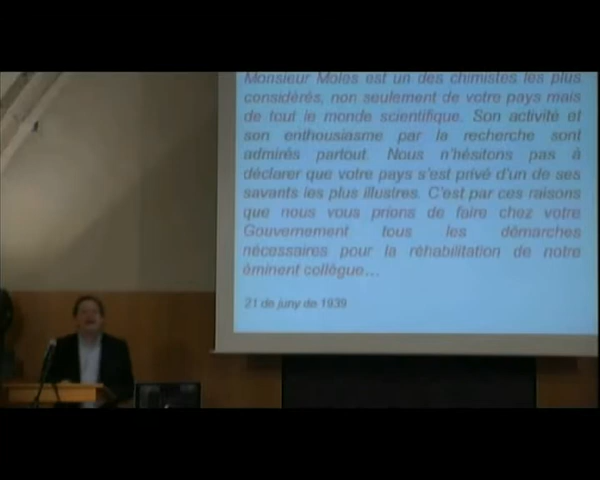 Monsieur Moles est un des chimistes les plus
considérés, non seulement de votre pays mais
de tout le monde scientifique. Son activité et
son enthousiasme par la recherche sont
admirés partout. Nous n'hésitons pas à
déclarer que votre pays s'est privé d'un de ses
savants les plus illustres. C'est par ces raisons
que nous vous prions de faire chez votre
Gouvernement tous les démarches
nécessaires pour la réhabilitation de notre
éminent collègue…
21 de juny de 1939